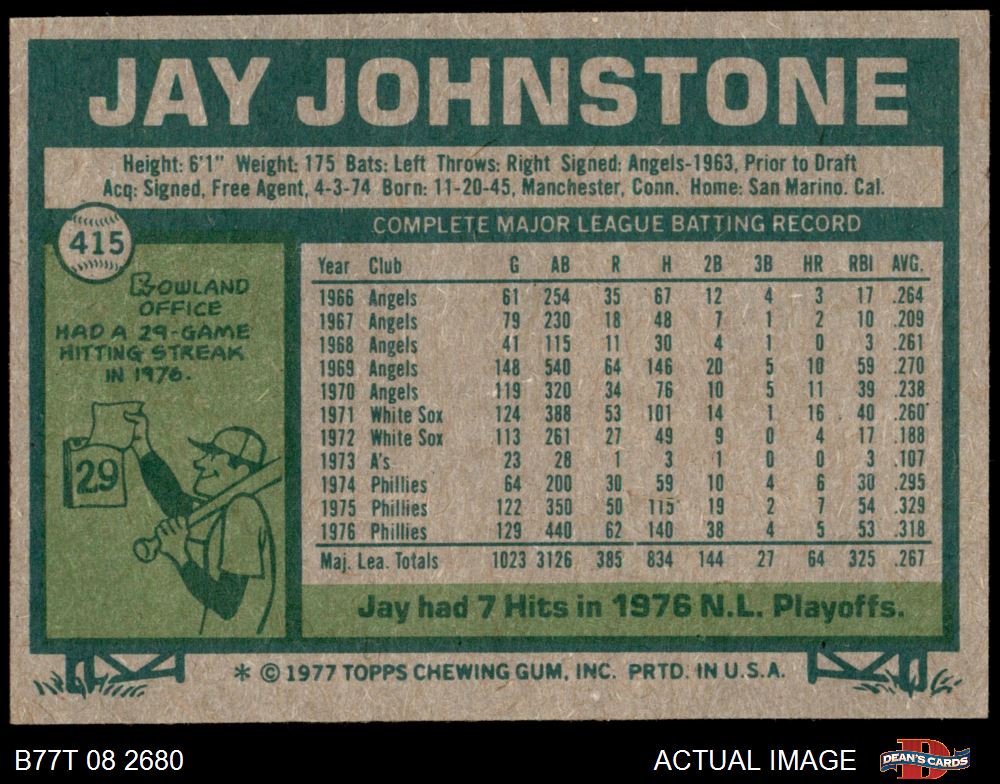 JAY JOHNSTONE
Height: 6'1" Weight: 175 Bats: Left Throws: Right Signed: Angels-1963, Prior to Draft
Acq: Signed, Free Agent, 4-3-74 Born: 11-20-45, Manchester, Conn. Home: San Marino. Cal.
415
ROWLAND
OFFICE
HAD A 29-GAME
HITTING STREAK
IN 1976.
29
COMPLETE MAJOR LEAGUE BATTING RECORD
Year Club G AB R H 2B 3B HR RBI AVG.
1966 Angels 61 254 35 67 12 4 3 17 .264
1967 Angels 79 230 18 48 7 1 2 10 .209
1968 Angels 41 115 11 30 4 1 0 3 .261
1969 Angels 148 540 64 146 20 5 10 59 .270
1970 Angels 119 320 34 76 10 5 11 39 .238
1971 White Sox 124 388 53 101 14 1 16 40 .260
1972 White Sox 113 261 27 49 9 0 4 17 .188
1973 A's 23 28 1 3 1 0 0 3 .107
1974 Phillies 64 200 30 59 10 4 6 30 .295
1975 Phillies 122 350 50 115 19 2 7 54 .329
1976 Phillies 129 440 62 140 38 4 5 53 .318
Maj. Lea. Totals 1023 3126 385 834 144 27 64 325 .267
Jay had 7 Hits in 1976 N.L. Playoffs.
* © 1977 TOPPS CHEWING GUM, INC. PRTD. IN U.S.A.
B77T 08 2680
ACTUAL IMAGE
D
DEAN'S CARDS